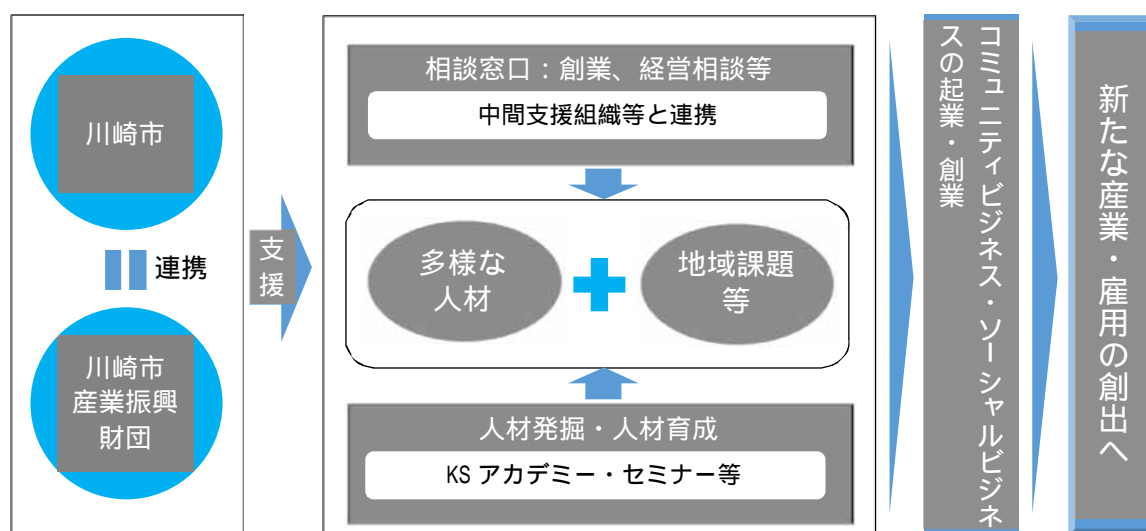 川崎市
連携
川崎市
産業振興
財団
支
援
相談窓口：創業、経営相談等
中間支援組織等と連携
多様な
人材
地域課題
等
人材発掘・人材育成
KS アカデミー・セミナー等
コミュニティビジネス・ソーシャルビジネ
スの起業・創業
新たな産業・雇用の創出へ